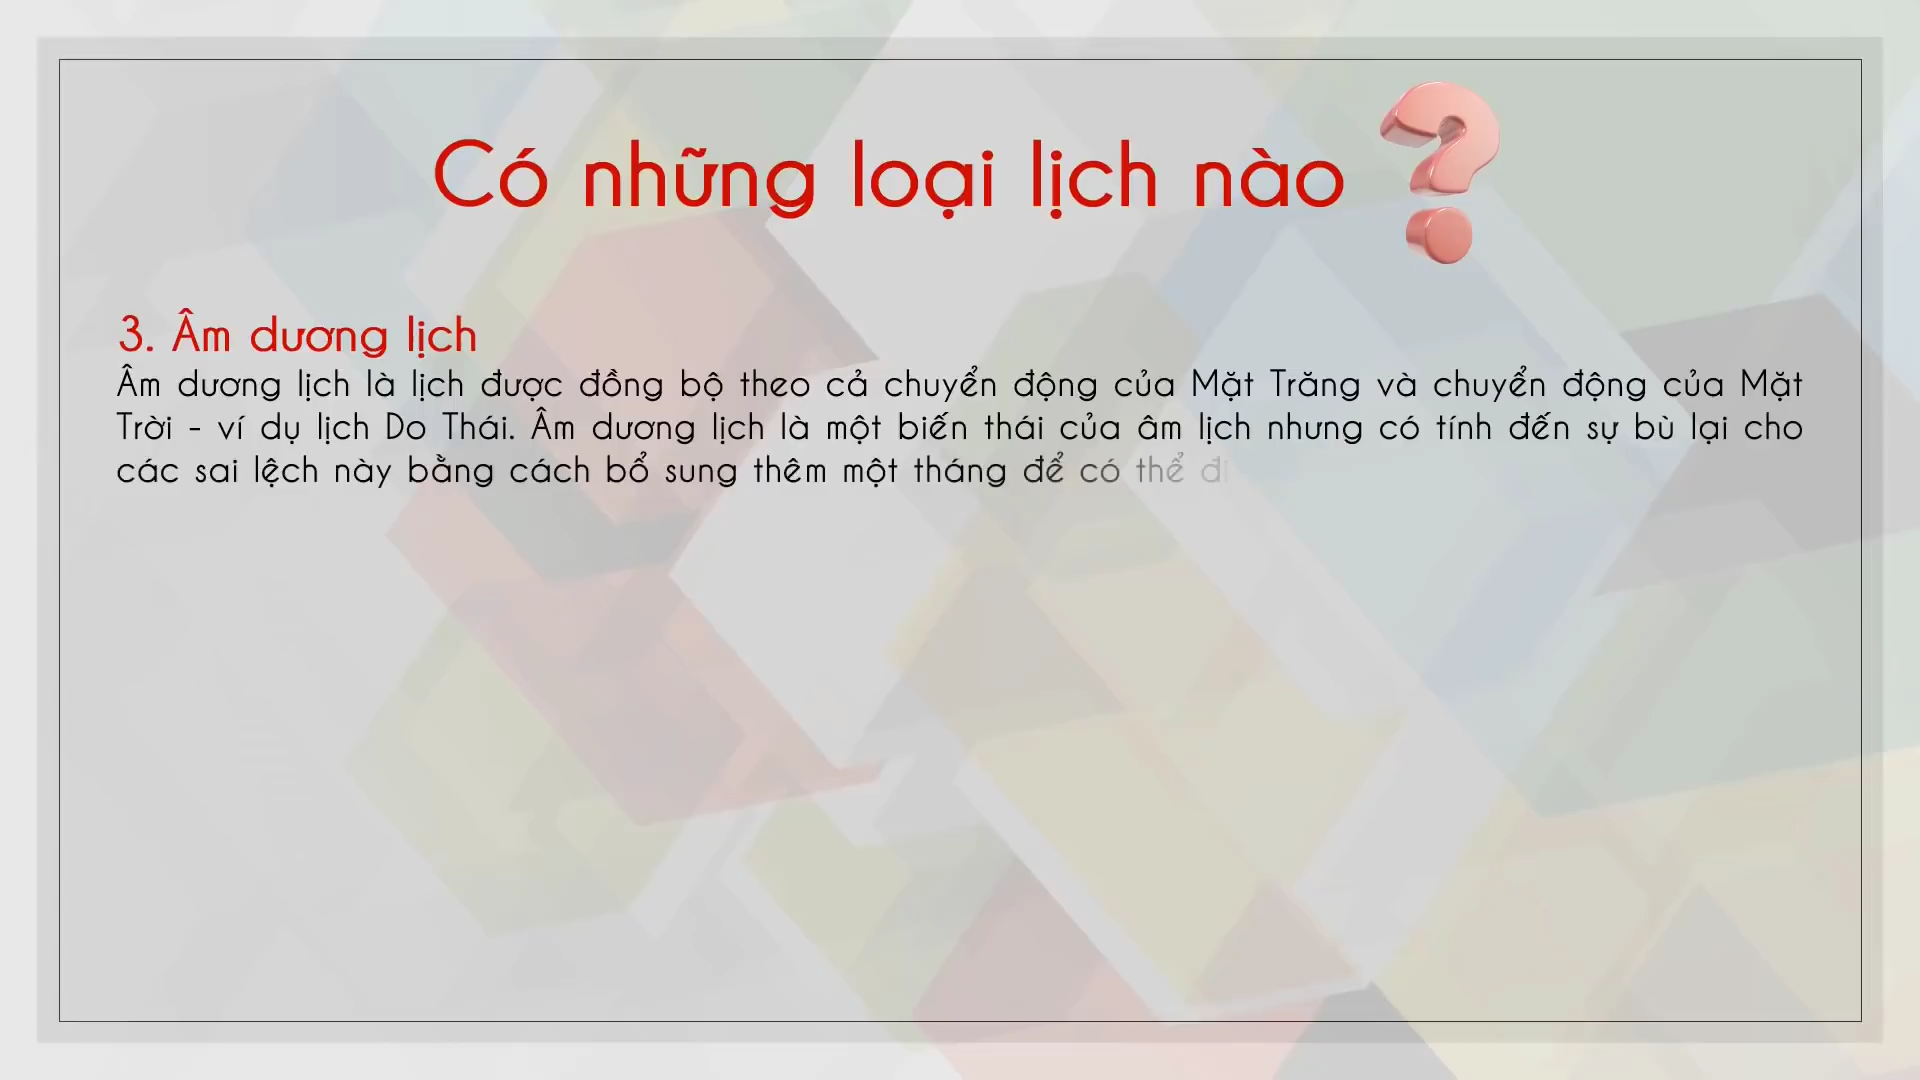 Có những loại lịch nào ?
3. Âm dương lịch
Âm dương lịch là lịch được đồng bộ theo cả chuyển động của Mặt Trăng và chuyển động của Mặt
Trời - ví dụ lịch Do Thái. Âm dương lịch là một biến thái của âm lịch nhưng có tính đến sự bù lại cho
các sai lệch này bằng cách bổ sung thêm một tháng để có thể